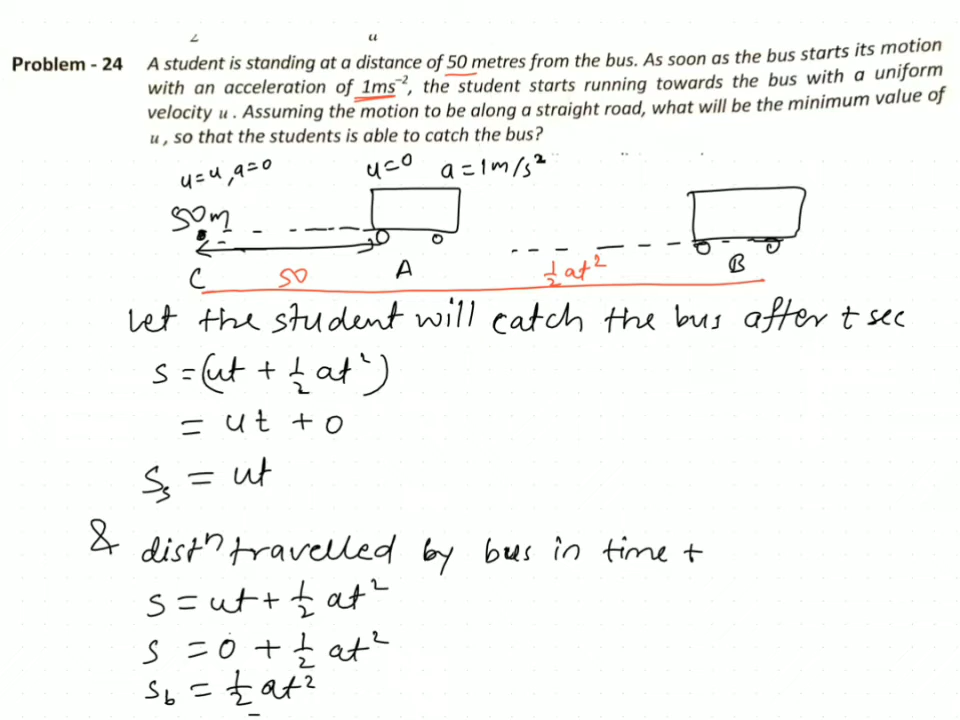 u
Problem - 24 A student is standing at a distance of 50 metres from the bus. As soon as the bus starts its motion
with an acceleration of 1ms⁻², the student starts running towards the bus with a uniform
velocity u . Assuming the motion to be along a straight road, what will be the minimum value of
u , so that the students is able to catch the bus?
u=u, a=0 u=0 a=1m/s²
50m
C 50 A ½at² B
Let the student will catch the bus after t sec
s=(ut + ½ at²)
= ut + 0
Sₛ = ut
& distⁿ travelled by bus in time t
S = ut + ½ at²
S = 0 + ½ at²
S_b = ½ at²